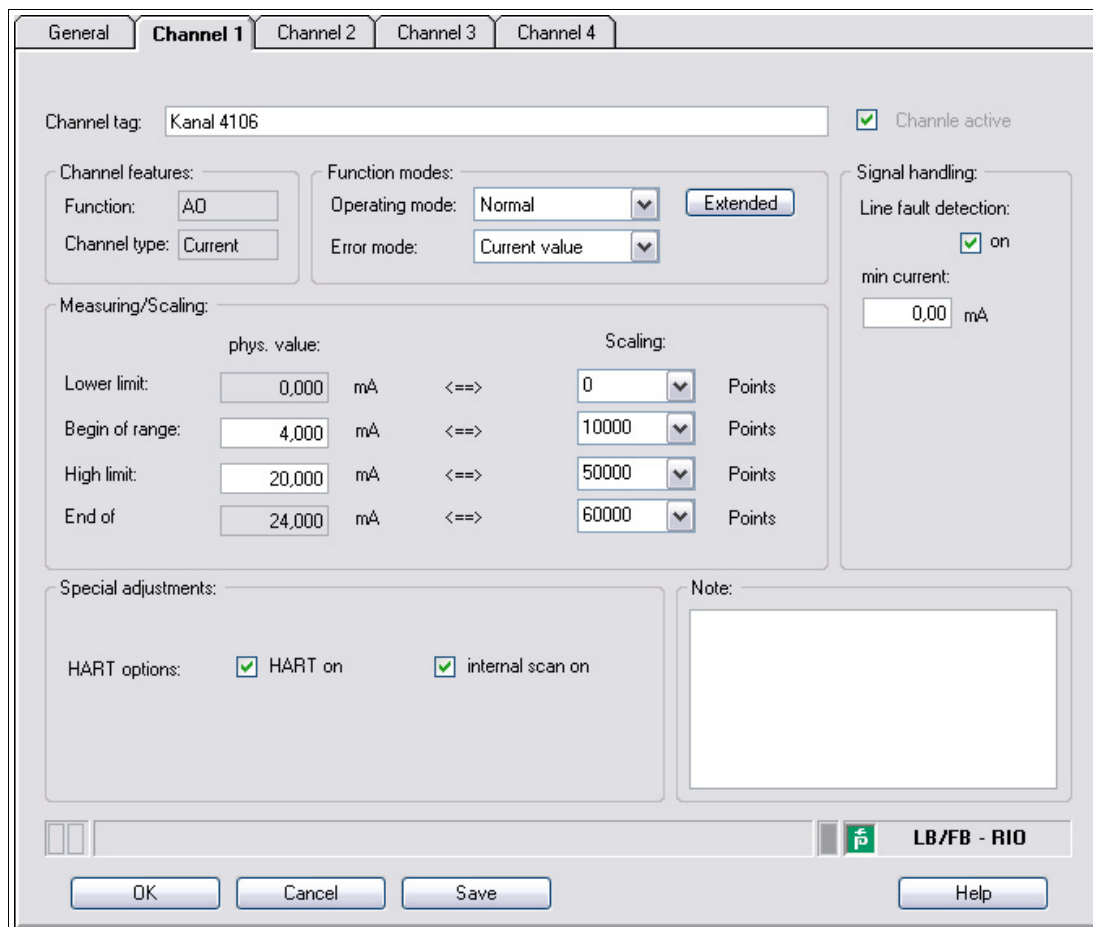 General Channel 1 Channel 2 Channel 3 Channel 4
Channel tag: Kanal 4106 Channle active
Channel features: Function modes: Signal handling:
Function: AO Operating mode: Normal Extended Line fault detection:
Channel type: Current Error mode: Current value on
min current:
0,00 mA
Measuring/Scaling:
phys. value: Scaling:
Lower limit: 0,000 mA <==> 0 Points
Begin of range: 4,000 mA <==> 10000 Points
High limit: 20,000 mA <==> 50000 Points
End of 24,000 mA <==> 60000 Points
Special adjustments: Note:
HART options: HART on internal scan on
LB/FB - RIO
OK Cancel Save Help